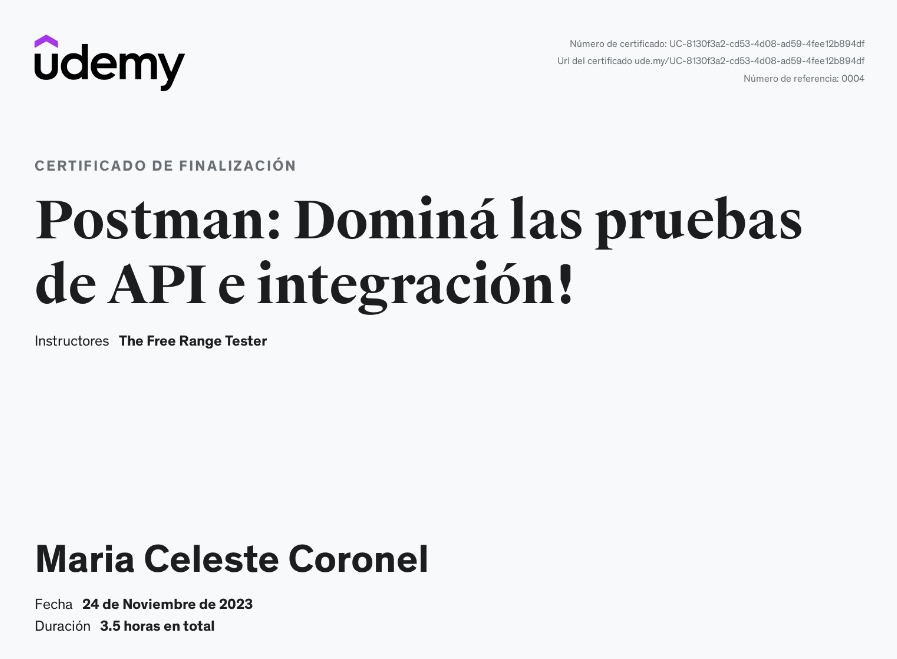 udemy
Número de certificado: UC-8130f3a2-cd53-4d08-ad59-4fee12b894df
Url del certificado ude.my/UC-8130f3a2-cd53-4d08-ad59-4fee12b894df
Número de referencia: 0004
CERTIFICADO DE FINALIZACIÓN
Postman: Dominá las pruebas
de API e integración!
Instructores The Free Range Tester
Maria Celeste Coronel
Fecha 24 de Noviembre de 2023
Duración 3.5 horas en total